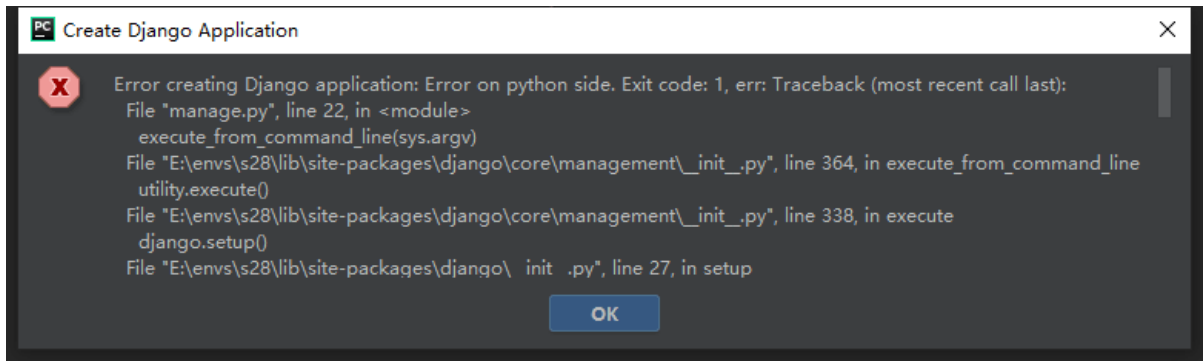 PC Create Django Application
Error creating Django application: Error on python side. Exit code: 1, err: Traceback (most recent call last):
File "manage.py", line 22, in <module>
execute_from_command_line(sys.argv)
File "E:\envs\s28\lib\site-packages\django\core\management\__init__.py", line 364, in execute_from_command_line
utility.execute()
File "E:\envs\s28\lib\site-packages\django\core\management\__init__.py", line 338, in execute
django.setup()
File "E:\envs\s28\lib\site-packages\django\__init__.py", line 27, in setup
OK